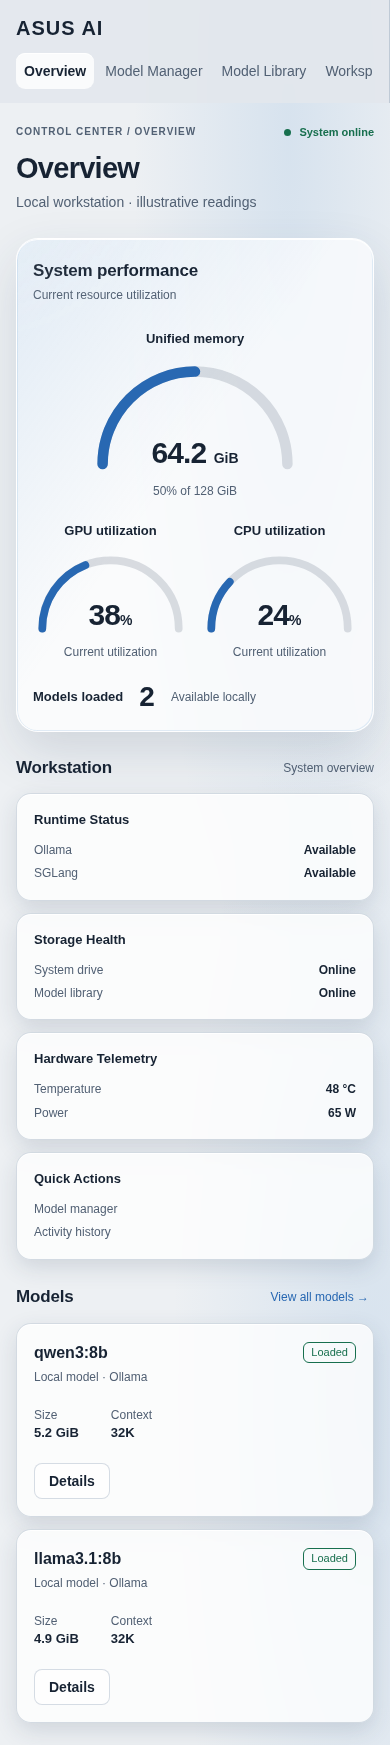 ASUS AI
Overview Model Manager Model Library Worksp
CONTROL CENTER / OVERVIEW System online
Overview
Local workstation · illustrative readings
System performance
Current resource utilization
Unified memory
64.2 GiB
50% of 128 GiB
GPU utilization CPU utilization
38% 24%
Current utilization Current utilization
Models loaded 2 Available locally
Workstation System overview
Runtime Status
Ollama Available
SGLang Available
Storage Health
System drive Online
Model library Online
Hardware Telemetry
Temperature 48 °C
Power 65 W
Quick Actions
Model manager
Activity history
Models View all models →
qwen3:8b Loaded
Local model · Ollama
Size Context
5.2 GiB 32K
Details
llama3.1:8b Loaded
Local model · Ollama
Size Context
4.9 GiB 32K
Details